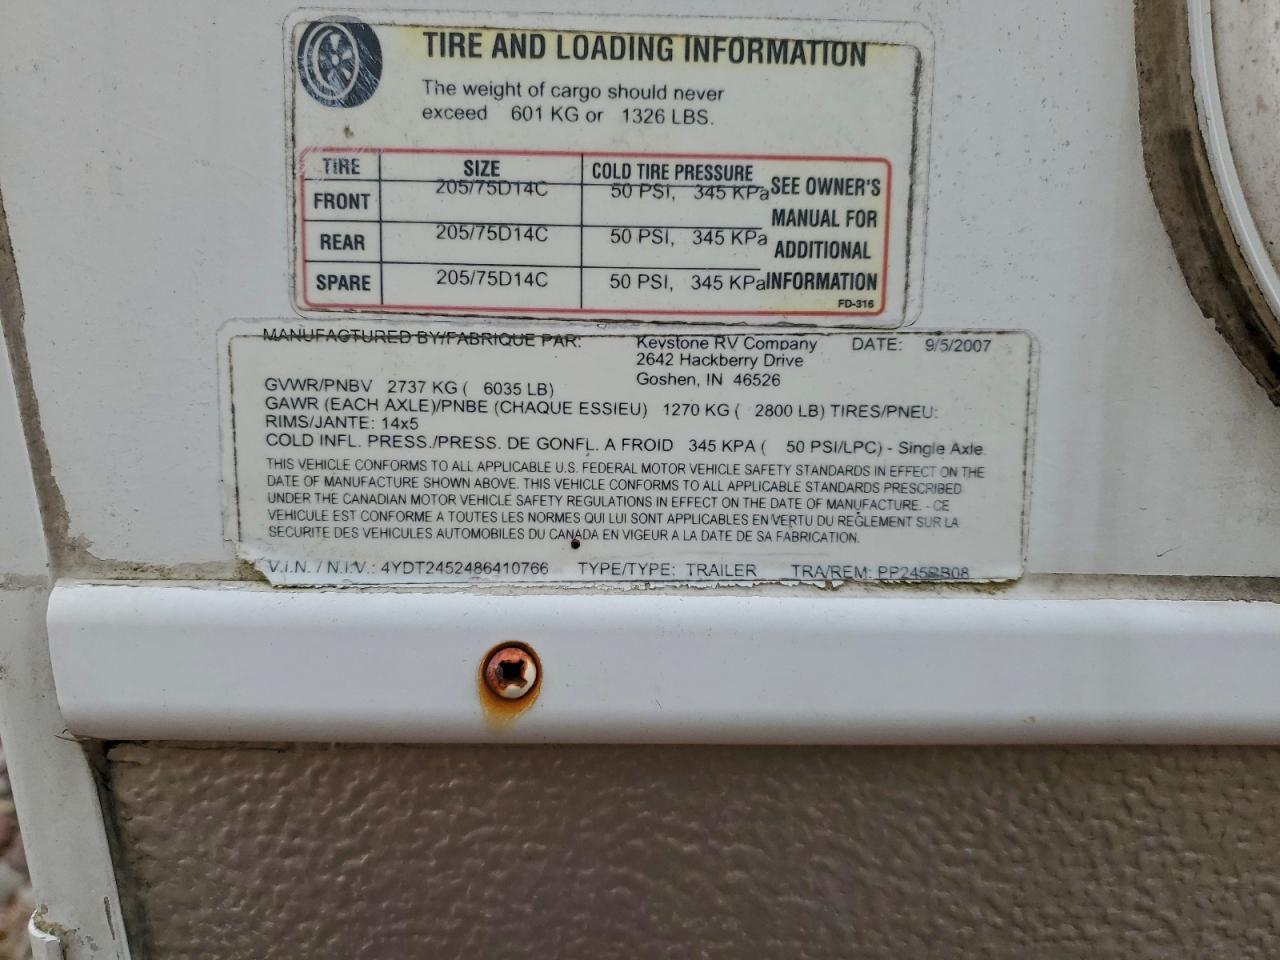 TIRE AND LOADING INFORMATION
The weight of cargo should never
exceed 601 KG or 1326 LBS.
TIRE SIZE COLD TIRE PRESSURE
FRONT 205/75D14C 50 PSI, 345 KPa
REAR 205/75D14C 50 PSI, 345 KPa
SPARE 205/75D14C 50 PSI, 345 KPa
SEE OWNER'S
MANUAL FOR
ADDITIONAL
INFORMATION
FD-316
MANUFACTURED BY/FABRIQUE PAR: Keystone RV Company DATE: 9/5/2007
2642 Hackberry Drive
Goshen, IN 46526
GVWR/PNBV 2737 KG ( 6035 LB)
GAWR (EACH AXLE)/PNBE (CHAQUE ESSIEU) 1270 KG ( 2800 LB) TIRES/PNEU:
RIMS/JANTE: 14x5
COLD INFL. PRESS./PRESS. DE GONFL. A FROID 345 KPA ( 50 PSI/LPC) - Single Axle
THIS VEHICLE CONFORMS TO ALL APPLICABLE U.S. FEDERAL MOTOR VEHICLE SAFETY STANDARDS IN EFFECT ON THE
DATE OF MANUFACTURE SHOWN ABOVE. THIS VEHICLE CONFORMS TO ALL APPLICABLE STANDARDS PRESCRIBED
UNDER THE CANADIAN MOTOR VEHICLE SAFETY REGULATIONS IN EFFECT ON THE DATE OF MANUFACTURE. - CE
VEHICULE EST CONFORME A TOUTES LES NORMES QUI LUI SONT APPLICABLES EN VERTU DU REGLEMENT SUR LA
SECURITE DES VEHICULES AUTOMOBILES DU CANADA EN VIGEUR A LA DATE DE SA FABRICATION.
V.I.N. / N.I.V.: 4YDT2452486410766 TYPE/TYPE: TRAILER TRA/REM: